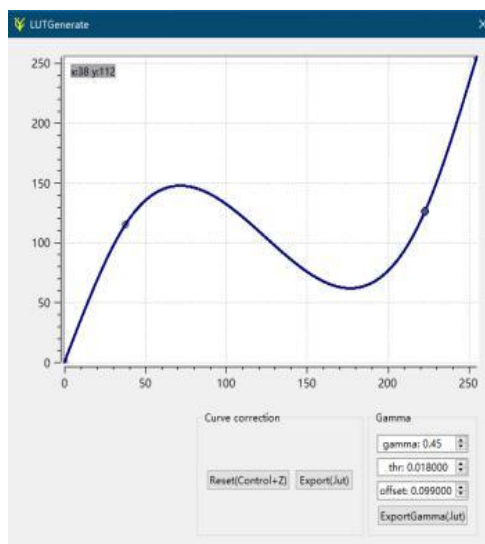 LUTGenerate
x:38 y:112
250
200
150
100
50
0
0 50 100 150 200 250
Curve correction
Gamma
gamma: 0.45
thr: 0.018000
offset: 0.099000
Reset(Control+Z) Export(.lut)
ExportGamma(.lut)